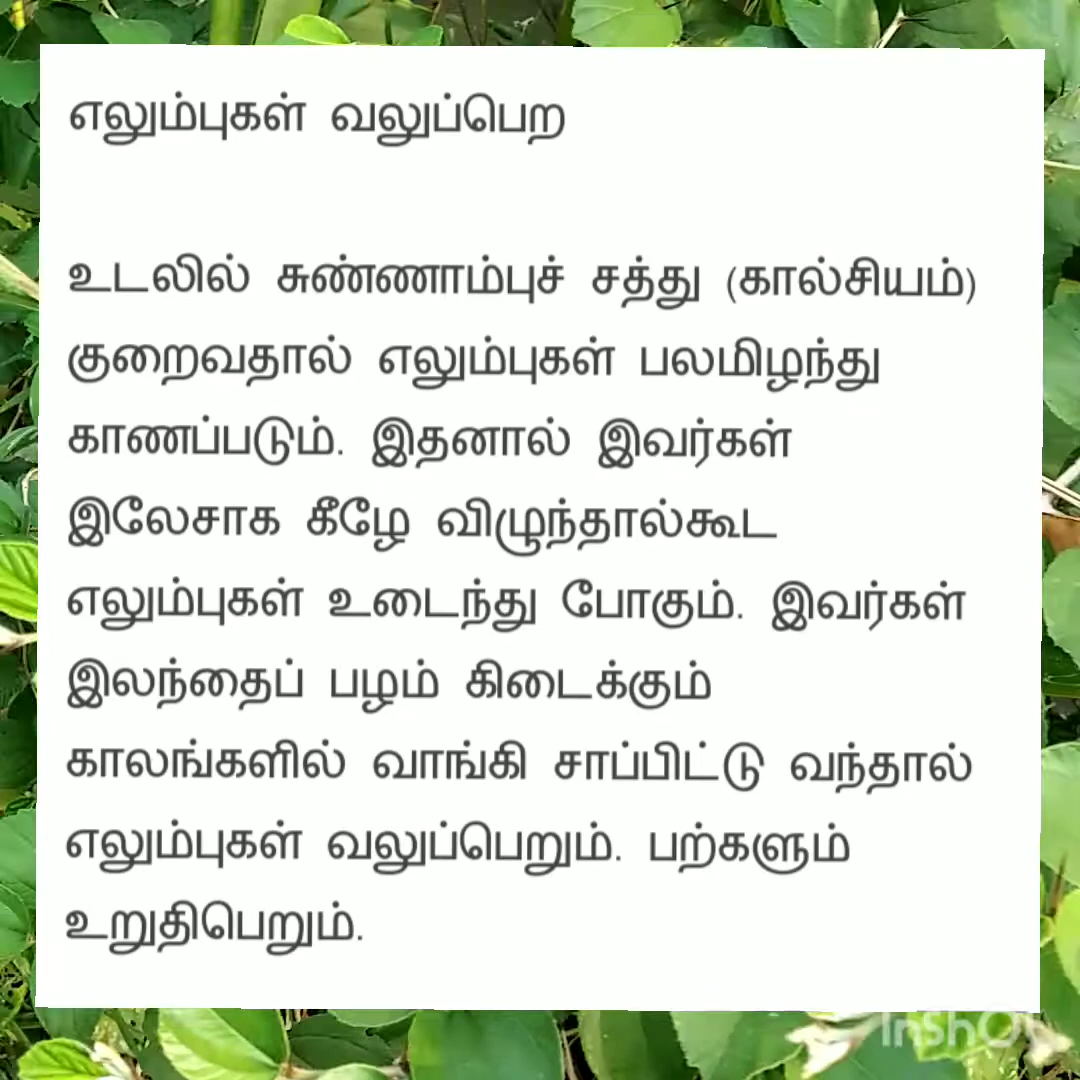 எலும்புகள் வலுப்பெற
உடலில் சுண்ணாம்புச் சத்து (கால்சியம்)
குறைவதால் எலும்புகள் பலமிழந்து
காணப்படும். இதனால் இவர்கள்
இலேசாக கீழே விழுந்தால்கூட
எலும்புகள் உடைந்து போகும். இவர்கள்
இலந்தைப் பழம் கிடைக்கும்
காலங்களில் வாங்கி சாப்பிட்டு வந்தால்
எலும்புகள் வலுப்பெறும். பற்களும்
உறுதிபெறும்.
InShOt